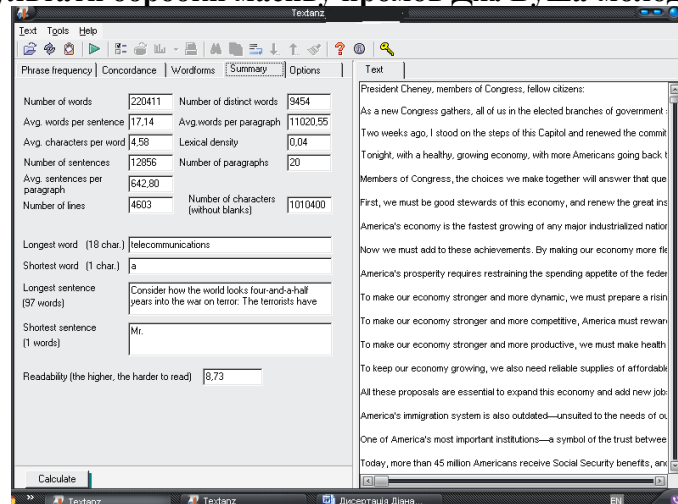 Textanz
Text Tools Help
Phrase frequency Concordance Wordforms Summary Options
Number of words 220411 Number of distinct words 9454
Avg. words per sentence 17,14 Avg.words per paragraph 11020,55
Avg. characters per word 4,58 Lexical density 0,04
Number of sentences 12856 Number of paragraphs 20
Avg. sentences per paragraph 642,80
Number of lines 4603 Number of characters (without blanks) 1010400
Longest word (18 char.) telecommunications
Shortest word (1 char.) a
Longest sentence (97 words) Consider how the world looks four-and-a-half
years into the war on terror: The terrorists have
Shortest sentence (1 words) Mr.
Readability (the higher, the harder to read) 8,73
Calculate
Text
President Cheney, members of Congress, fellow citizens:
As a new Congress gathers, all of us in the elected branches of government
Two weeks ago, I stood on the steps of this Capitol and renewed the commit
Tonight, with a healthy, growing economy, with more Americans going back t
Members of Congress, the choices we make together will answer that que
First, we must be good stewards of this economy, and renew the great ins
America's economy is the fastest growing of any major industrialized nation
Now we must add to these achievements. By making our economy more fle
America's prosperity requires restraining the spending appetite of the feder
To make our economy stronger and more dynamic, we must prepare a risin
To make our economy stronger and more competitive, America must rewar
To make our economy stronger and more productive, we must make health
To keep our economy growing, we also need reliable supplies of affordable
All these proposals are essential to expand this economy and add new job
America's immigration system is also outdated—unsuited to the needs of ou
One of America's most important institutions—a symbol of the trust betwee
Today, more than 45 million Americans receive Social Security benefits, and
Textanz Textanz Дисертація Діана... EN